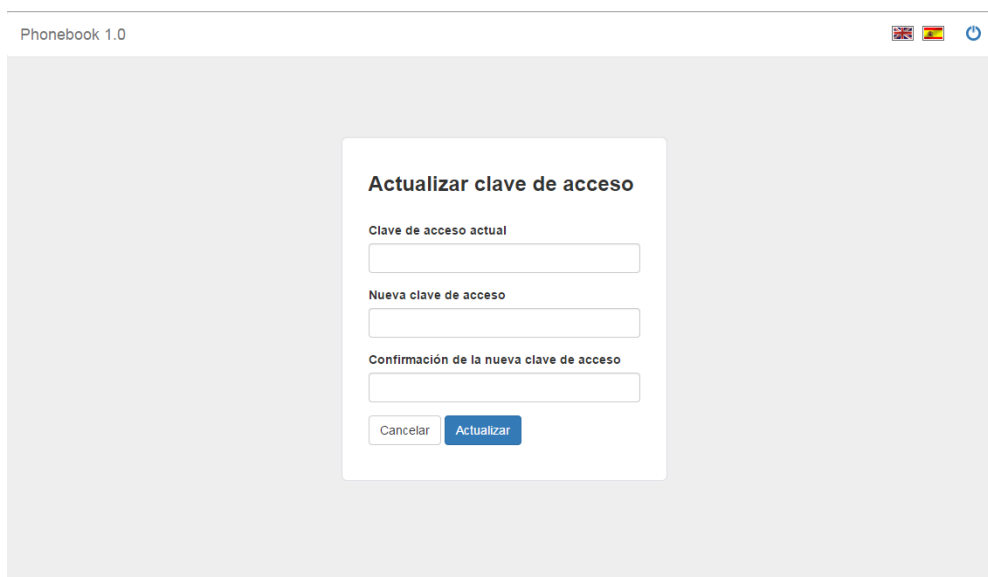 Phonebook 1.0
Actualizar clave de acceso
Clave de acceso actual
Nueva clave de acceso
Confirmación de la nueva clave de acceso
Cancelar Actualizar